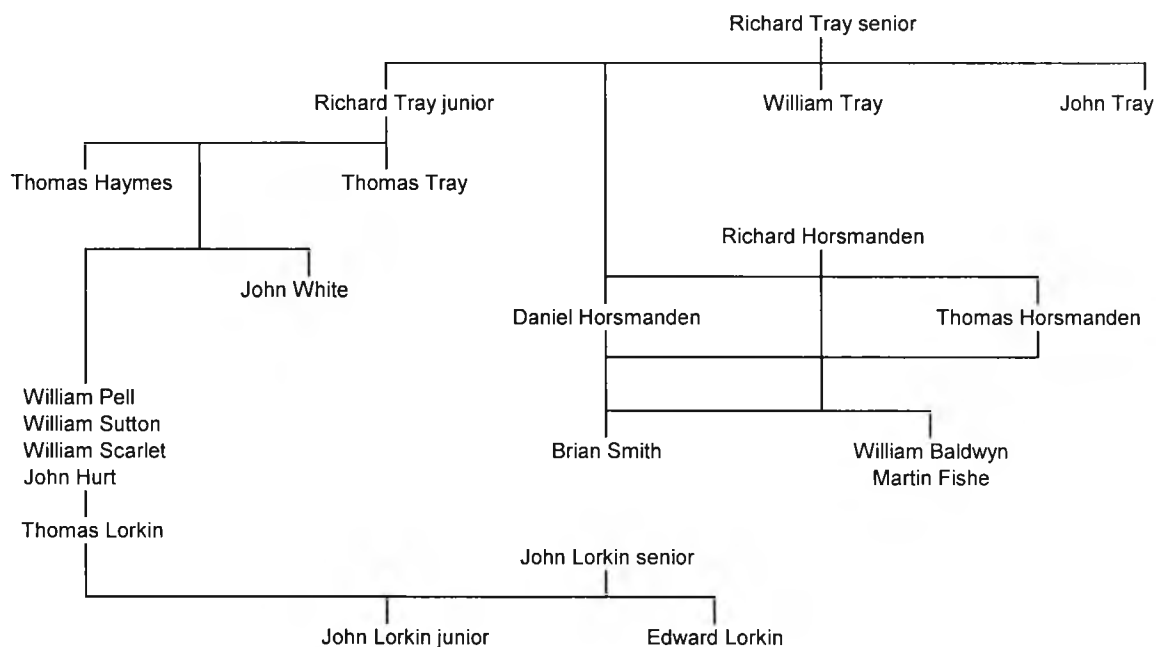 Richard Tray senior
Richard Tray junior
William Tray
John Tray
Thomas Haymes
Thomas Tray
Richard Horsmanden
John White
Daniel Horsmanden
Thomas Horsmanden
William Pell
William Sutton
William Scarlet
John Hurt
Brian Smith
William Baldwyn
Martin Fishe
Thomas Lorkin
John Lorkin senior
John Lorkin junior
Edward Lorkin